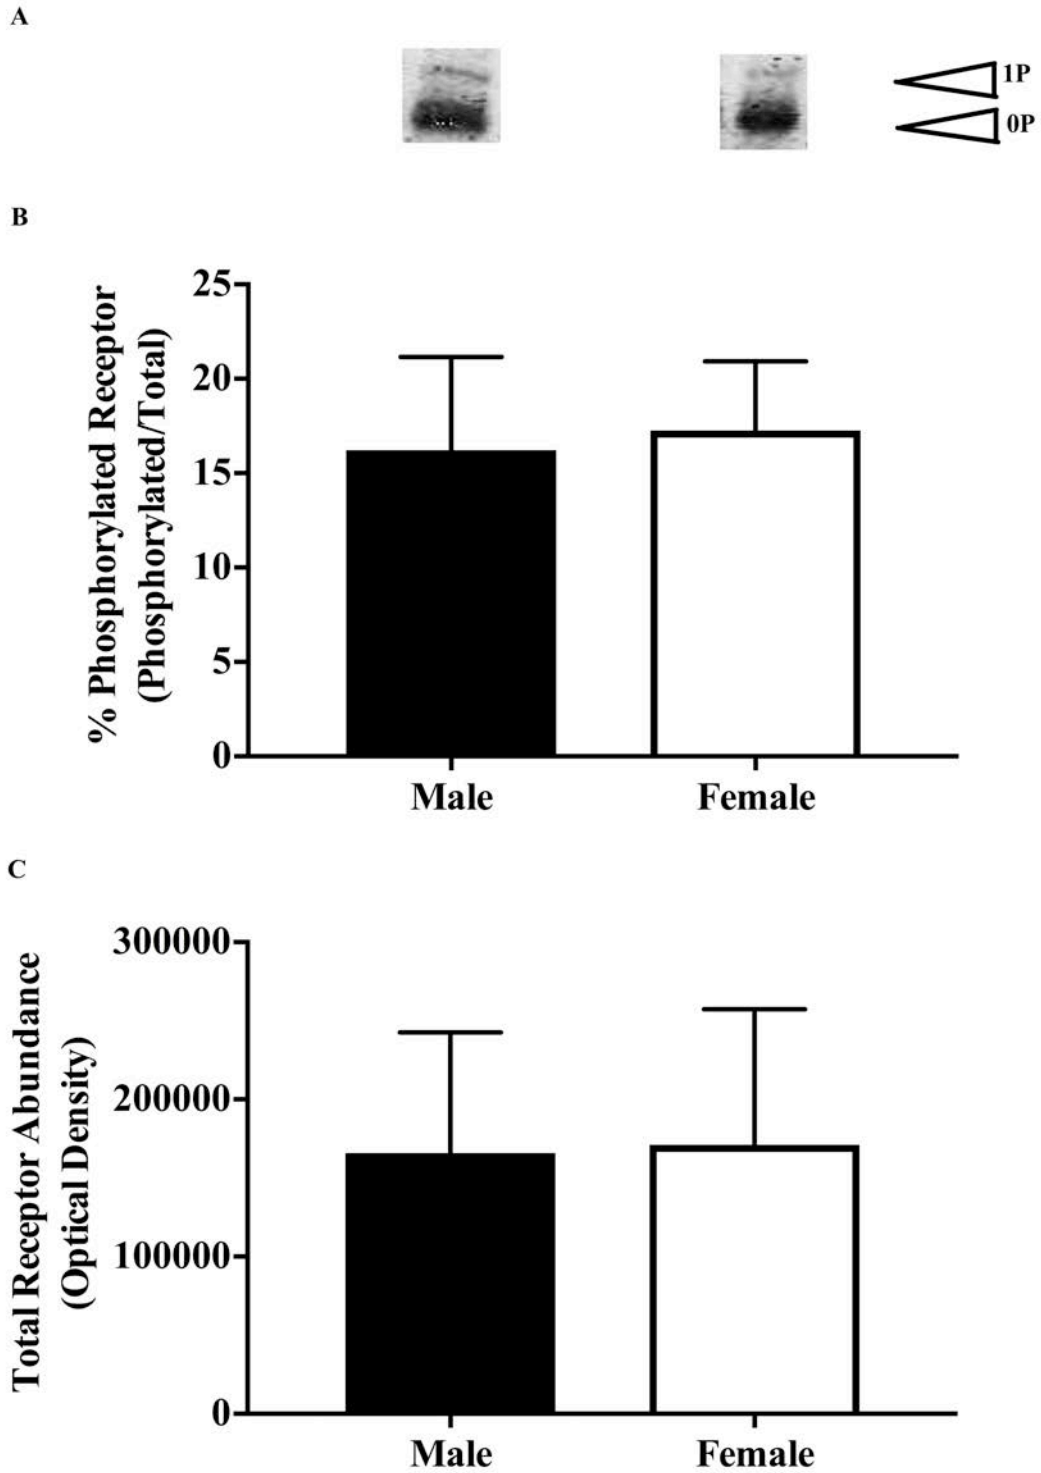 A
1P
0P
B
% Phosphorylated Receptor
(Phosphorylated/Total)
25
20
15
10
5
0
Male Female
C
Total Receptor Abundance
(Optical Density)
300000
200000
100000
0
Male Female